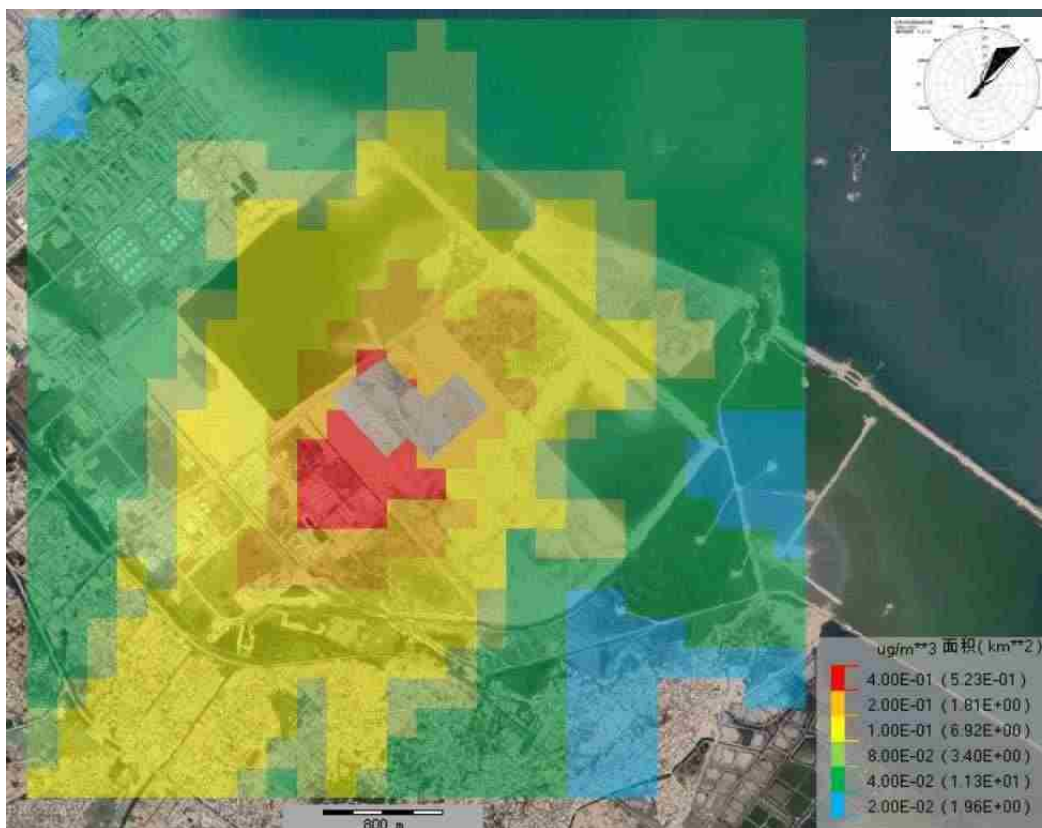 ug/m**3 面积(km**2)
4.00E-01 (5.23E-01)
2.00E-01 (1.81E+00)
1.00E-01 (6.92E+00)
8.00E-02 (3.40E+00)
4.00E-02 (1.13E+01)
2.00E-02 (1.96E+00)
800 m